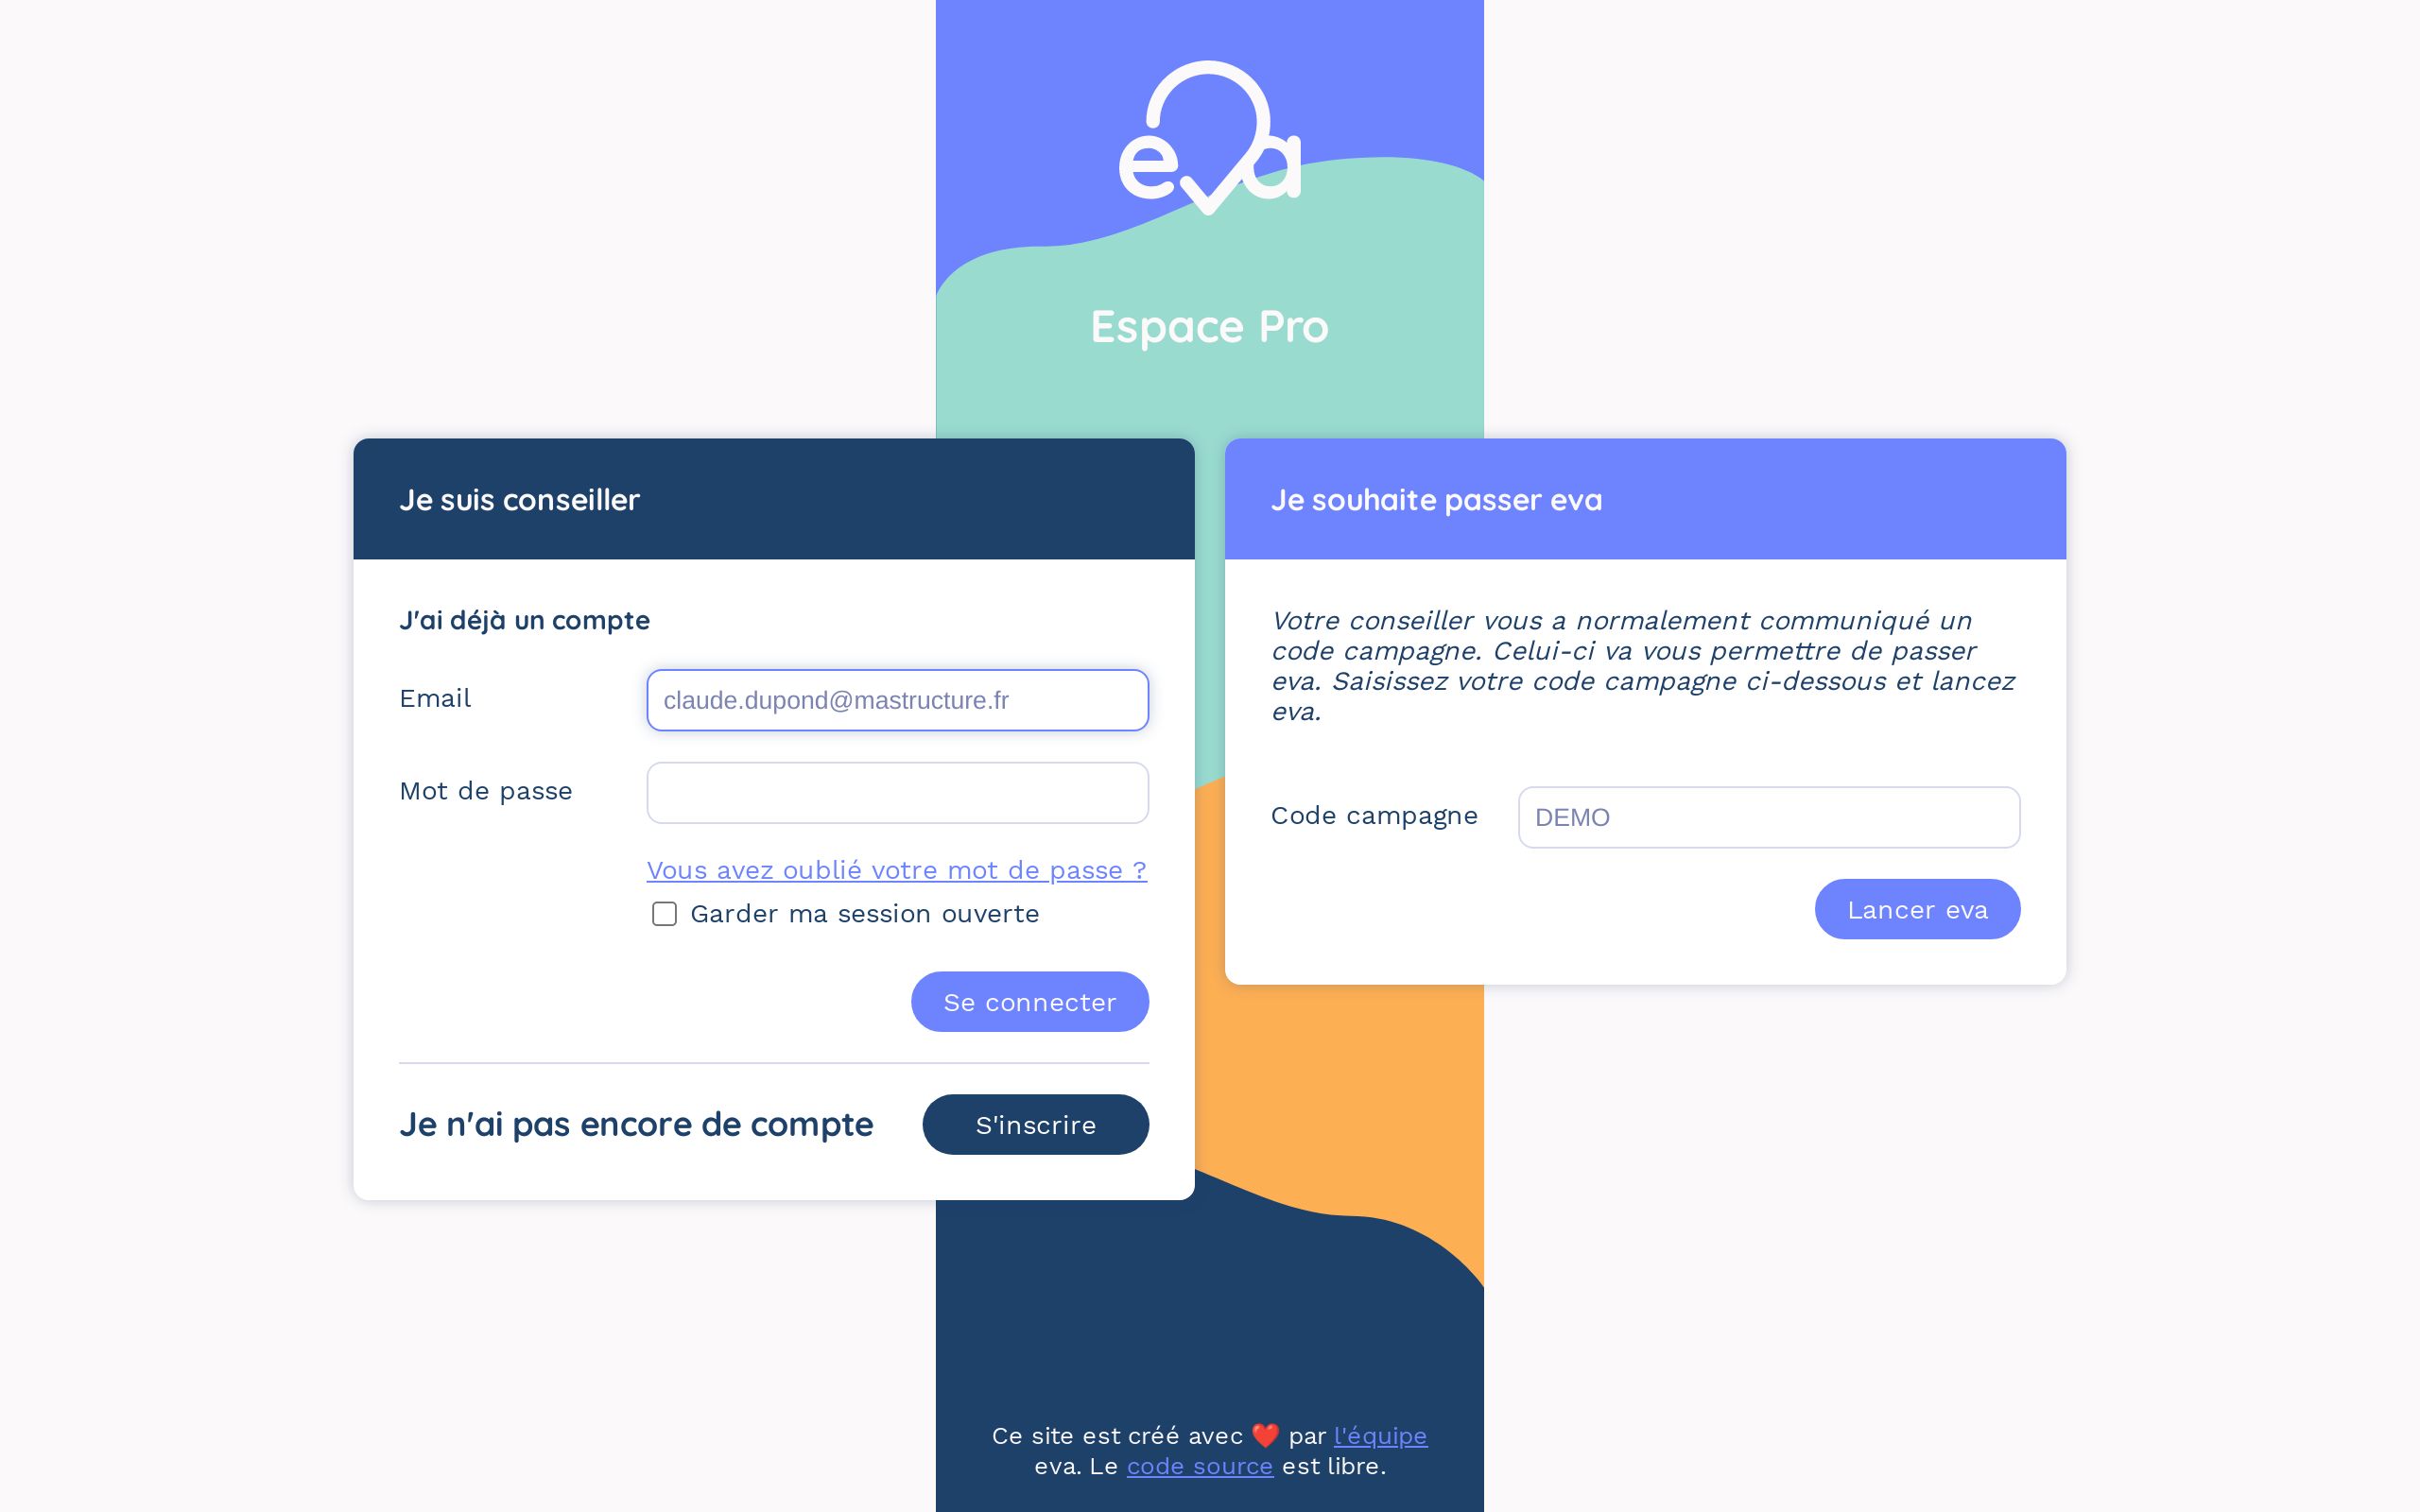 eva
Espace Pro
Je suis conseiller
J'ai déjà un compte
Email
claude.dupond@mastructure.fr
Mot de passe
Vous avez oublié votre mot de passe ?
Garder ma session ouverte
Se connecter
Je n'ai pas encore de compte
S'inscrire
Je souhaite passer eva
Votre conseiller vous a normalement communiqué un
code campagne. Celui-ci va vous permettre de passer
eva. Saisissez votre code campagne ci-dessous et lancez
eva.
Code campagne
DEMO
Lancer eva
Ce site est créé avec ❤️ par l'équipe
eva. Le code source est libre.